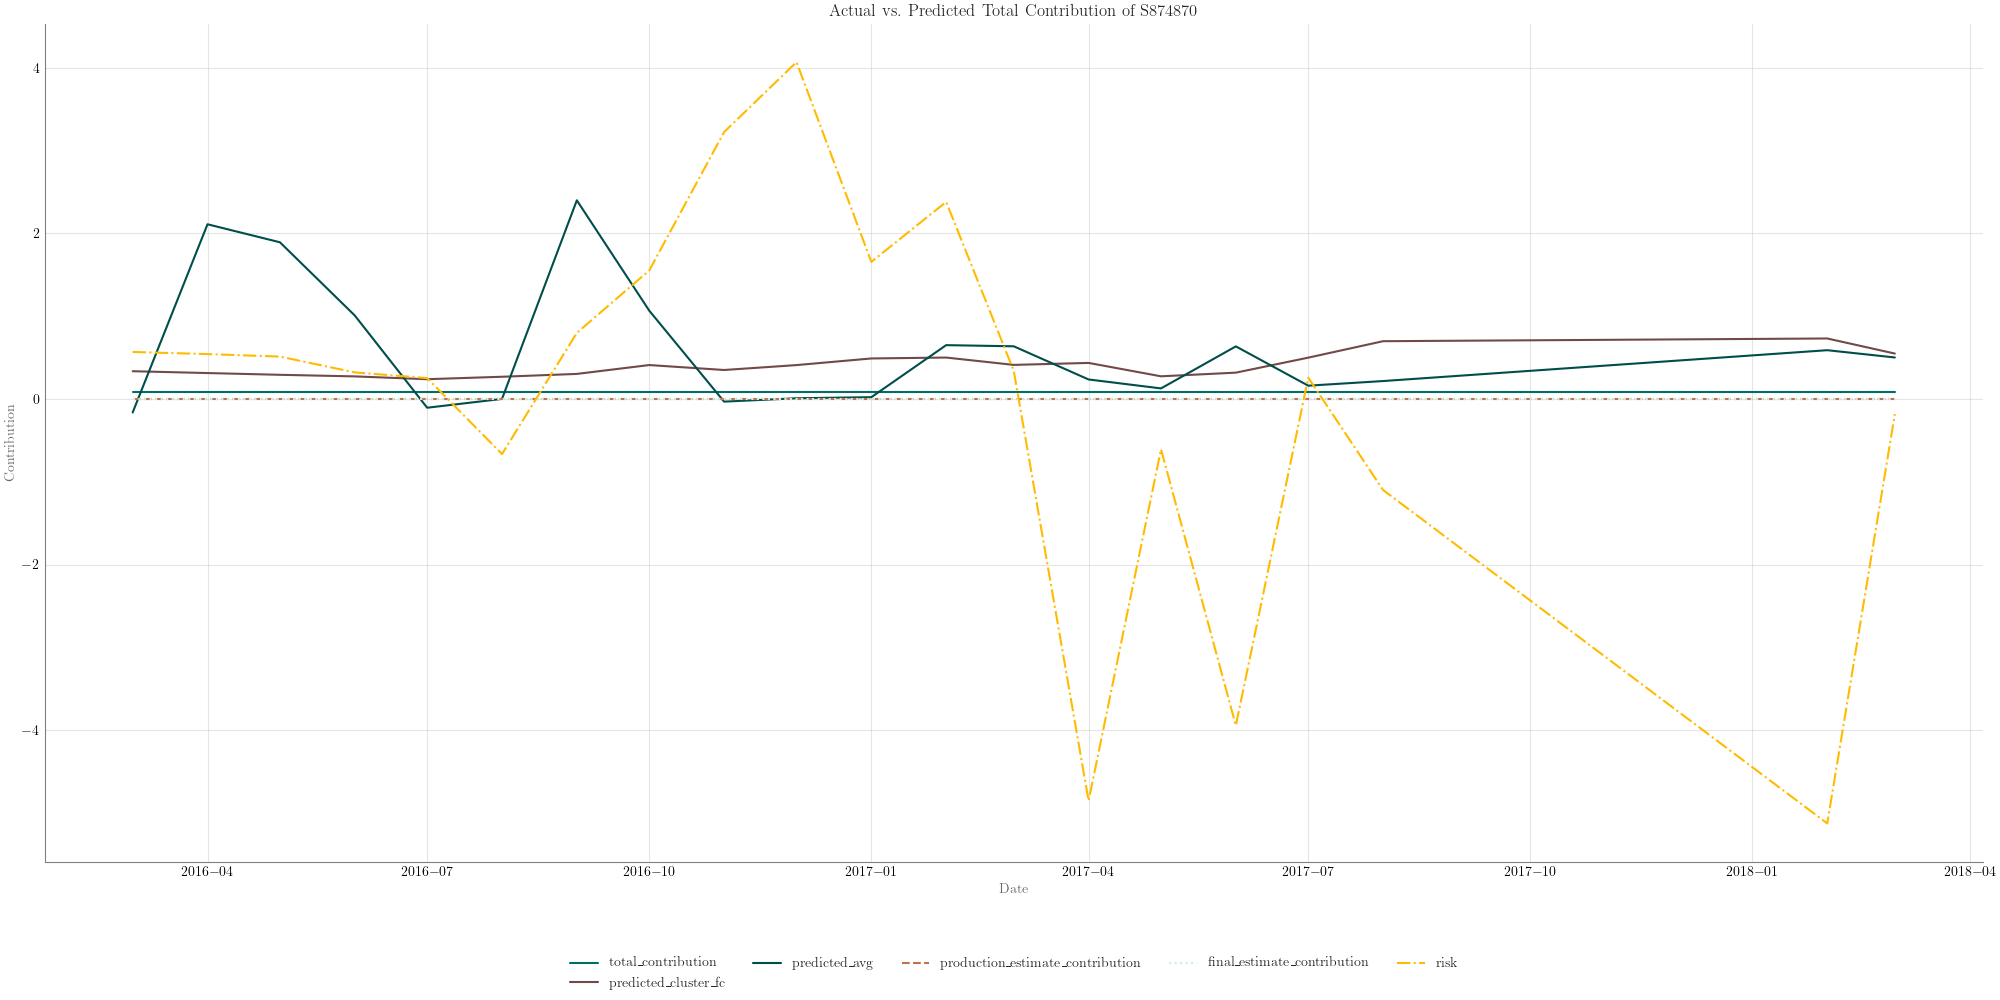 Actual vs. Predicted Total Contribution of S874870
4
2
0
−2
−4
Contribution
2016−04 2016−07 2016−10 2017−01 2017−04 2017−07 2017−10 2018−01 2018−04
Date
total_contribution predicted_avg production_estimate_contribution final_estimate_contribution risk
predicted_cluster_fc